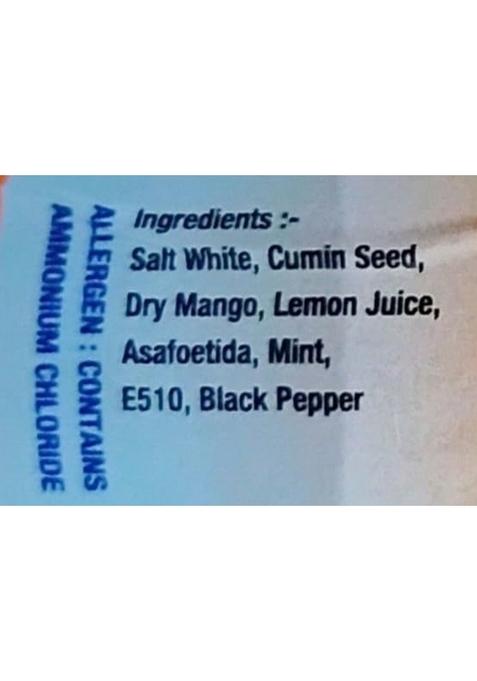 Ingredients :-
Salt White, Cumin Seed,
Dry Mango, Lemon Juice,
Asafoetida, Mint,
E510, Black Pepper
ALLERGEN : CONTAINS
AMMONIUM CHLORIDE